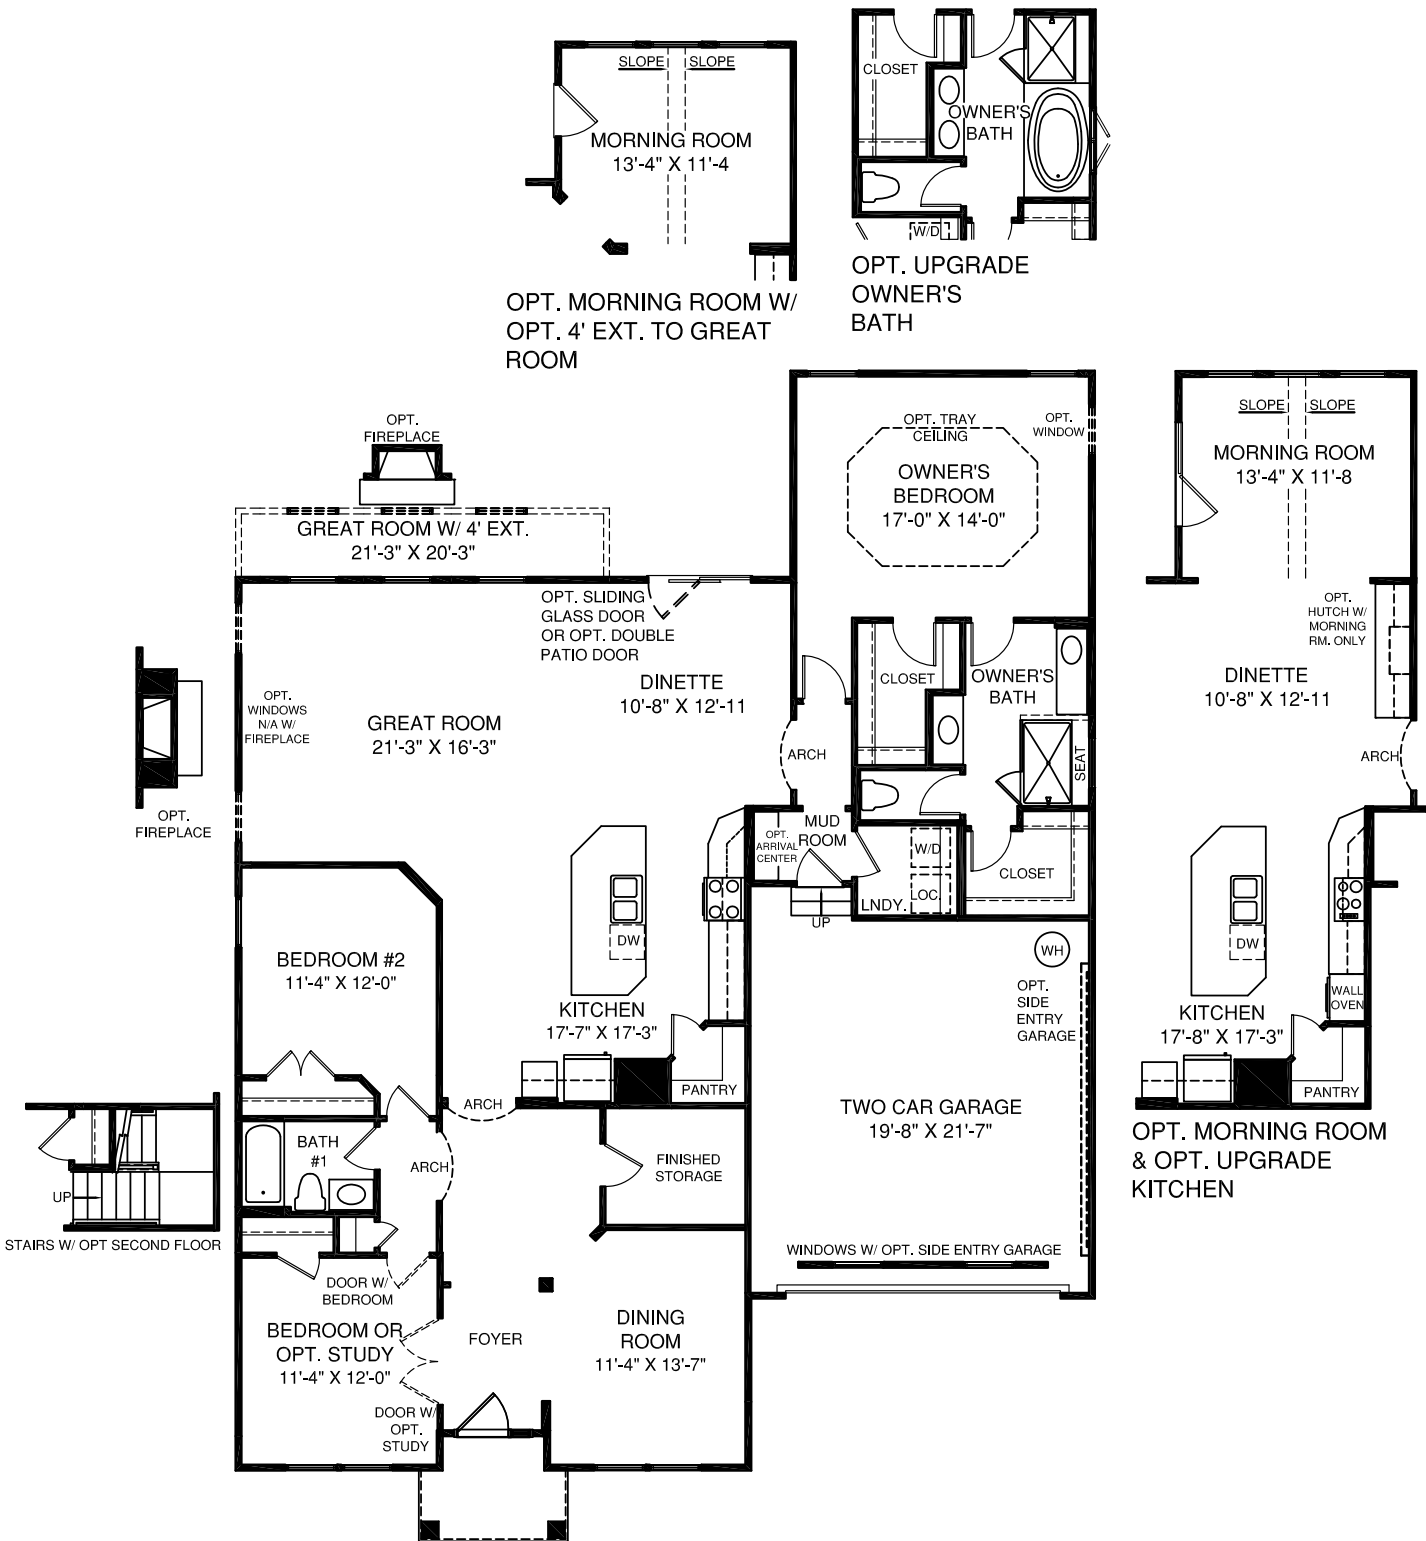 SLOPE SLOPE
MORNING ROOM
13'-4" X 11'-4
OPT. MORNING ROOM W/
OPT. 4' EXT. TO GREAT
ROOM
CLOSET
OWNER'S
BATH
W/D
OPT. UPGRADE
OWNER'S
BATH
OPT.
FIREPLACE
GREAT ROOM W/ 4' EXT.
21'-3" X 20'-3"
OPT. TRAY
CEILING
OPT.
WINDOW
OWNER'S
BEDROOM
17'-0" X 14'-0"
OPT. SLIDING
GLASS DOOR
OR OPT. DOUBLE
PATIO DOOR
DINETTE
10'-8" X 12'-11
OPT.
WINDOWS
N/A W/
FIREPLACE
GREAT ROOM
21'-3" X 16'-3"
OPT.
FIREPLACE
ARCH
CLOSET
OWNER'S
BATH
SEAT
MUD
ROOM
OPT.
ARRIVAL
CENTER
W/D
LOC.
LNDY.
CLOSET
UP
DW
KITCHEN
17'-7" X 17'-3"
PANTRY
BEDROOM #2
11'-4" X 12'-0"
WH
OPT.
SIDE
ENTRY
GARAGE
TWO CAR GARAGE
19'-8" X 21'-7"
WINDOWS W/ OPT. SIDE ENTRY GARAGE
ARCH
BATH
#1
ARCH
FINISHED
STORAGE
UP
STAIRS W/ OPT SECOND FLOOR
DOOR W/
BEDROOM
BEDROOM OR
OPT. STUDY
11'-4" X 12'-0"
DOOR W/
OPT.
STUDY
FOYER
DINING
ROOM
11'-4" X 13'-7"
SLOPE SLOPE
MORNING ROOM
13'-4" X 11'-8
OPT.
HUTCH W/
MORNING
RM. ONLY
DINETTE
10'-8" X 12'-11
ARCH
DW
WALL
OVEN
KITCHEN
17'-8" X 17'-3"
PANTRY
OPT. MORNING ROOM
& OPT. UPGRADE
KITCHEN